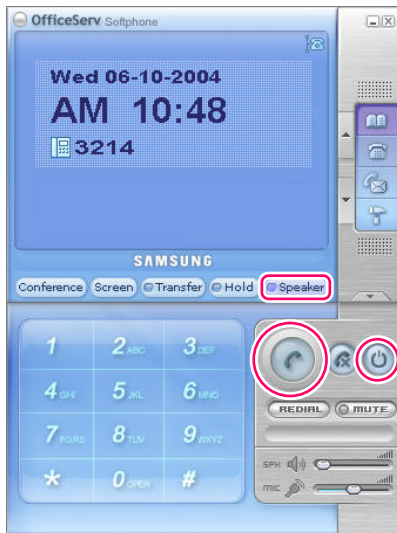 OfficeServ Softphone
Wed 06-10-2004
AM 10:48
3214
SAMSUNG
Conference Screen Transfer Hold Speaker
1 2 ABC 3 DEF
4 GHI 5 JKL 6 MNO
7 PQRS 8 TUV 9 WXYZ
* 0 OPER #
REDIAL MUTE
SPK
MIC